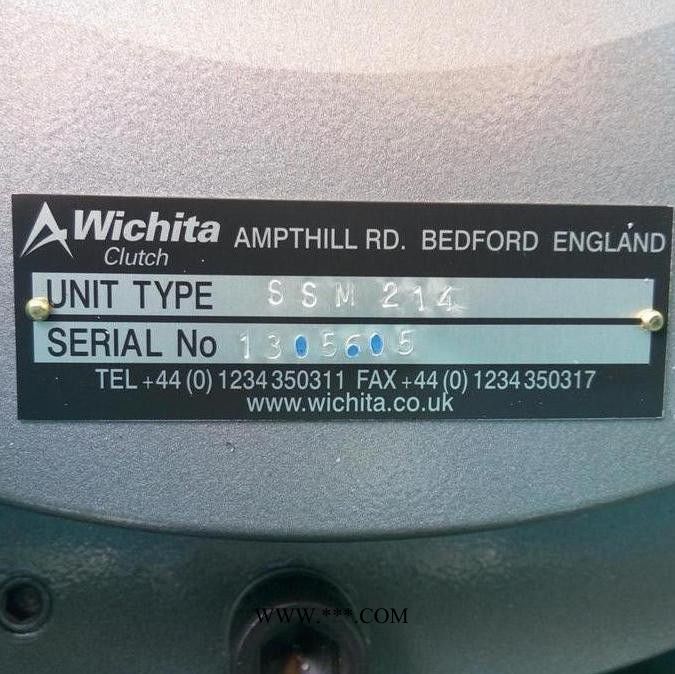 Wichita Clutch AMPTHILL RD. BEDFORD ENGLAND
UNIT TYPE SSM 214
SERIAL No 1305605
TEL +44 (0) 1234 350311 FAX +44 (0) 1234 350317
www.wichita.co.uk
WWW.***.COM